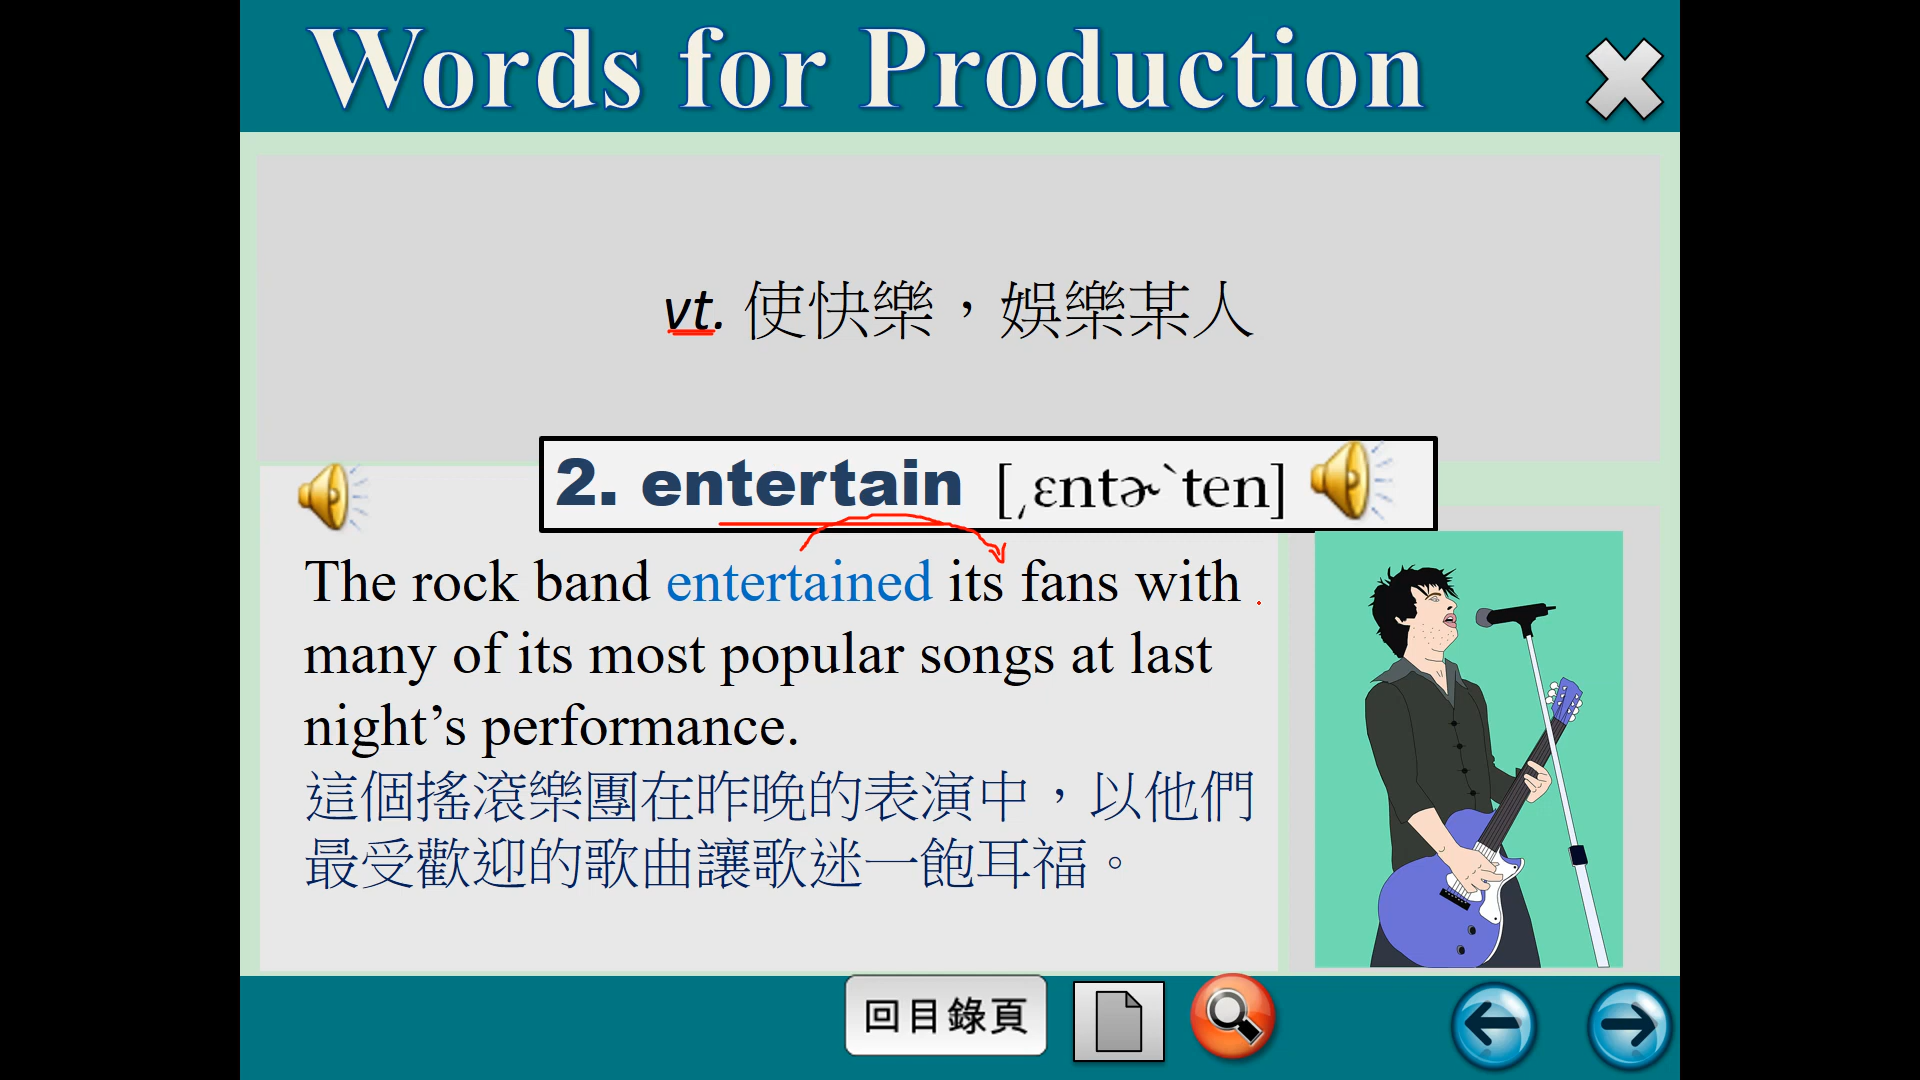 Words for Production
vt. 使快樂，娛樂某人
2. entertain [ˌɛntɚˋten]
The rock band entertained its fans with
many of its most popular songs at last
night’s performance.
這個搖滾樂團在昨晚的表演中，以他們
最受歡迎的歌曲讓歌迷一飽耳福。
回目錄頁